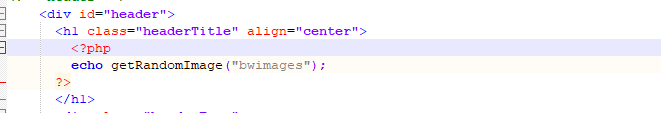 <div id="header">
<h1 class="headerTitle" align="center">
<?php
echo getRandomImage("bwimages");
?>
</h1>